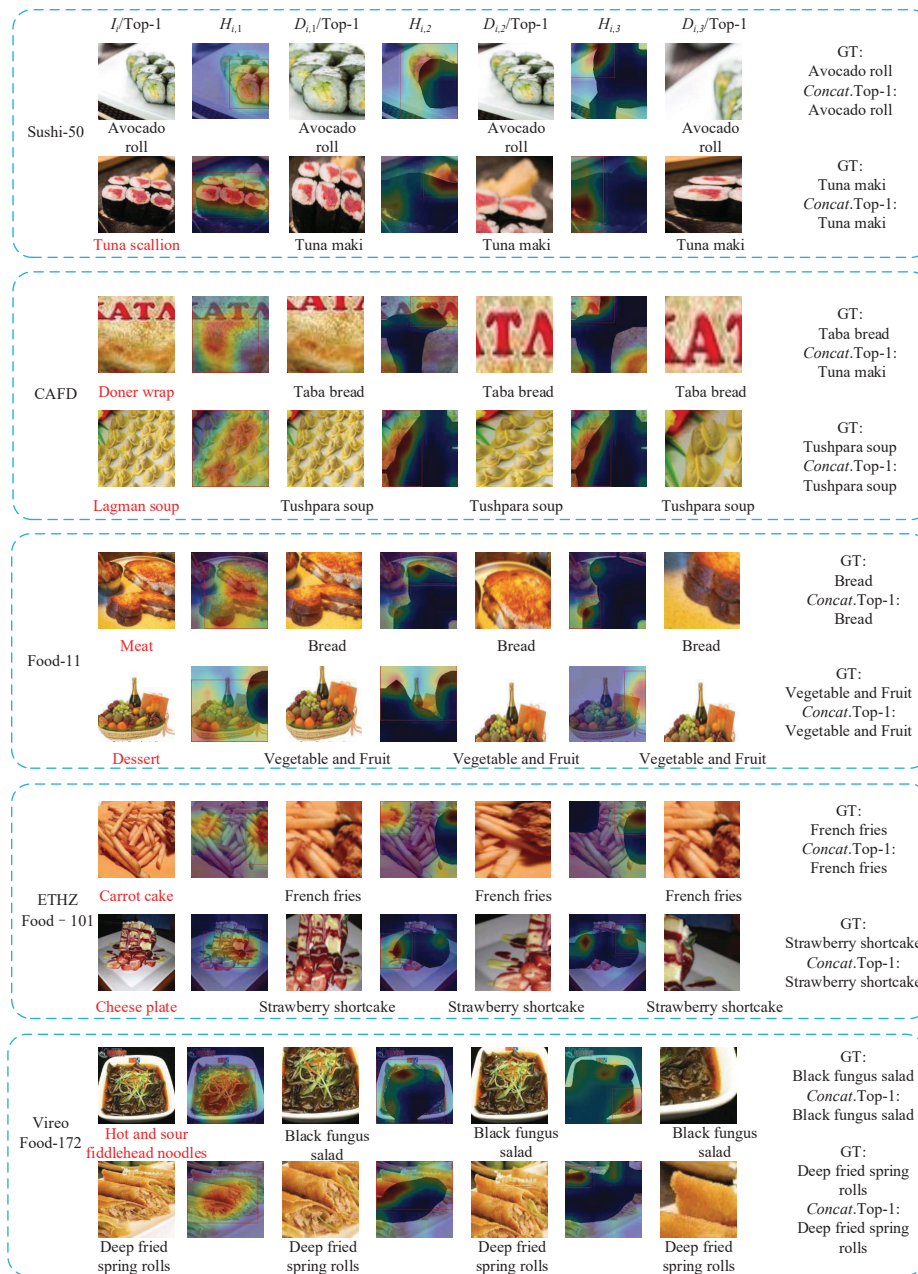 I_i/Top-1 H_i,1 D_i,1/Top-1 H_i,2 D_i,2/Top-1 H_i,3 D_i,3/Top-1
Sushi-50
Avocado roll Avocado roll Avocado roll Avocado roll
GT:
Avocado roll
Concat.Top-1:
Avocado roll
Tuna scallion Tuna maki Tuna maki Tuna maki
GT:
Tuna maki
Concat.Top-1:
Tuna maki
CAFD
KATA
Doner wrap Taba bread Taba bread Taba bread
GT:
Taba bread
Concat.Top-1:
Tuna maki
Lagman soup Tushpara soup Tushpara soup Tushpara soup
GT:
Tushpara soup
Concat.Top-1:
Tushpara soup
Food-11
Meat Bread Bread Bread
GT:
Bread
Concat.Top-1:
Bread
Dessert Vegetable and Fruit Vegetable and Fruit Vegetable and Fruit
GT:
Vegetable and Fruit
Concat.Top-1:
Vegetable and Fruit
ETHZ
Food－101
Carrot cake French fries French fries French fries
GT:
French fries
Concat.Top-1:
French fries
Cheese plate Strawberry shortcake Strawberry shortcake Strawberry shortcake
GT:
Strawberry shortcake
Concat.Top-1:
Strawberry shortcake
Vireo
Food-172
Hot and sour
fiddlehead noodles
Black fungus
salad
Black fungus
salad
Black fungus
salad
GT:
Black fungus salad
Concat.Top-1:
Black fungus salad
Deep fried
spring rolls
Deep fried
spring rolls
Deep fried
spring rolls
Deep fried
spring rolls
GT:
Deep fried spring
rolls
Concat.Top-1:
Deep fried spring
rolls